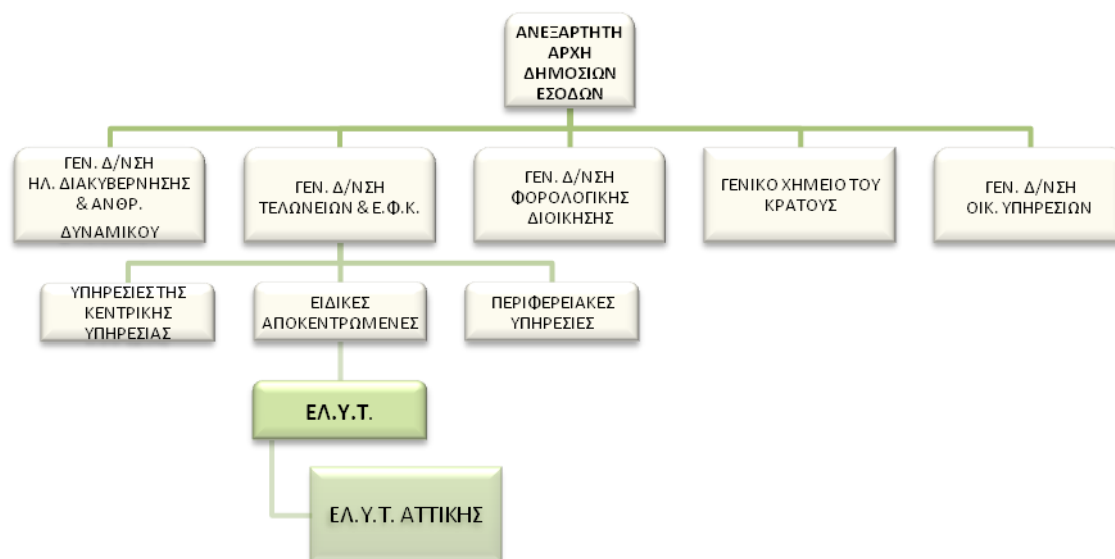 ΑΝΕΞΑΡΤΗΤΗ
ΑΡΧΗ
ΔΗΜΟΣΙΩΝ
ΕΣΟΔΩΝ
ΓΕΝ. Δ/ΝΣΗ
ΗΛ. ΔΙΑΚΥΒΕΡΝΗΣΗΣ
& ΑΝΘΡ.
ΔΥΝΑΜΙΚΟΥ
ΓΕΝ. Δ/ΝΣΗ
ΤΕΛΩΝΕΙΩΝ & Ε.Φ.Κ.
ΓΕΝ. Δ/ΝΣΗ
ΦΟΡΟΛΟΓΙΚΗΣ
ΔΙΟΙΚΗΣΗΣ
ΓΕΝΙΚΟ ΧΗΜΕΙΟ ΤΟΥ
ΚΡΑΤΟΥΣ
ΓΕΝ. Δ/ΝΣΗ
ΟΙΚ. ΥΠΗΡΕΣΙΩΝ
ΥΠΗΡΕΣΙΕΣ ΤΗΣ
ΚΕΝΤΡΙΚΗΣ
ΥΠΗΡΕΣΙΑΣ
ΕΙΔΙΚΕΣ
ΑΠΟΚΕΝΤΡΩΜΕΝΕΣ
ΠΕΡΙΦΕΡΕΙΑΚΕΣ
ΥΠΗΡΕΣΙΕΣ
ΕΛ.Υ.Τ.
ΕΛ.Υ.Τ. ΑΤΤΙΚΗΣ